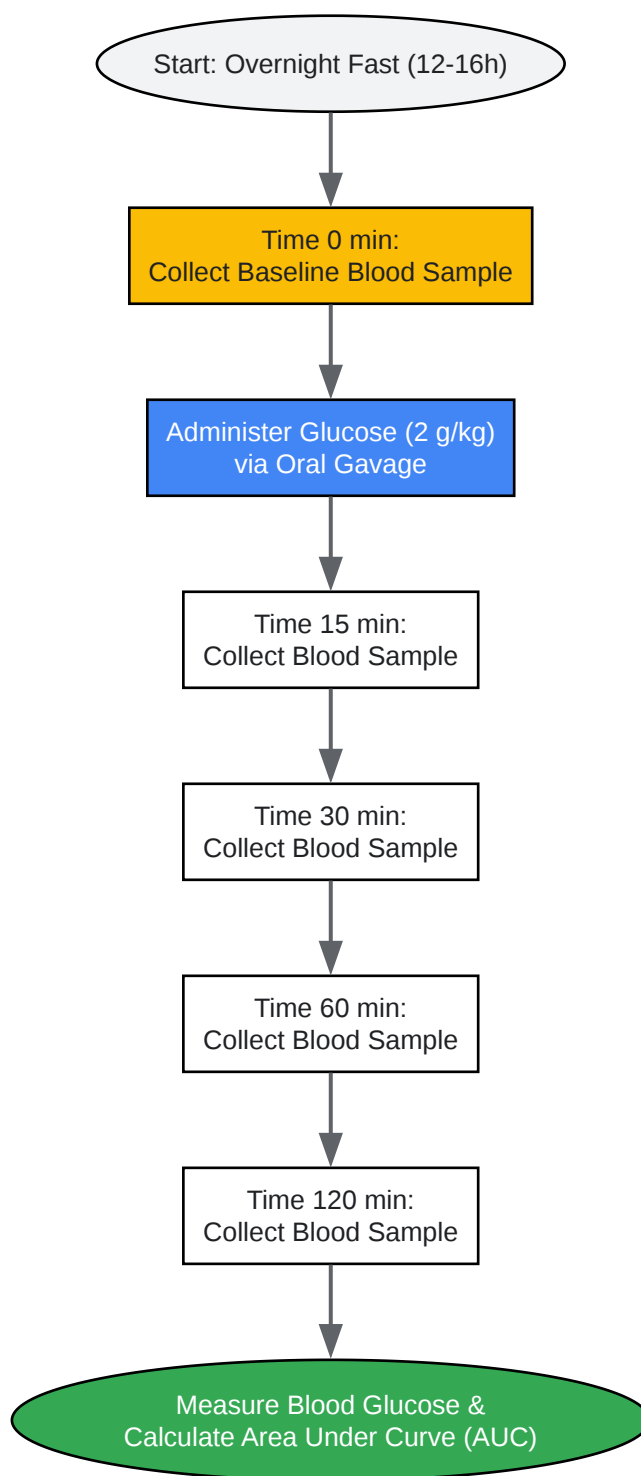 Start: Overnight Fast (12-16h)
Time 0 min:
Collect Baseline Blood Sample
Administer Glucose (2 g/kg)
via Oral Gavage
Time 15 min:
Collect Blood Sample
Time 30 min:
Collect Blood Sample
Time 60 min:
Collect Blood Sample
Time 120 min:
Collect Blood Sample
Measure Blood Glucose &
Calculate Area Under Curve (AUC)